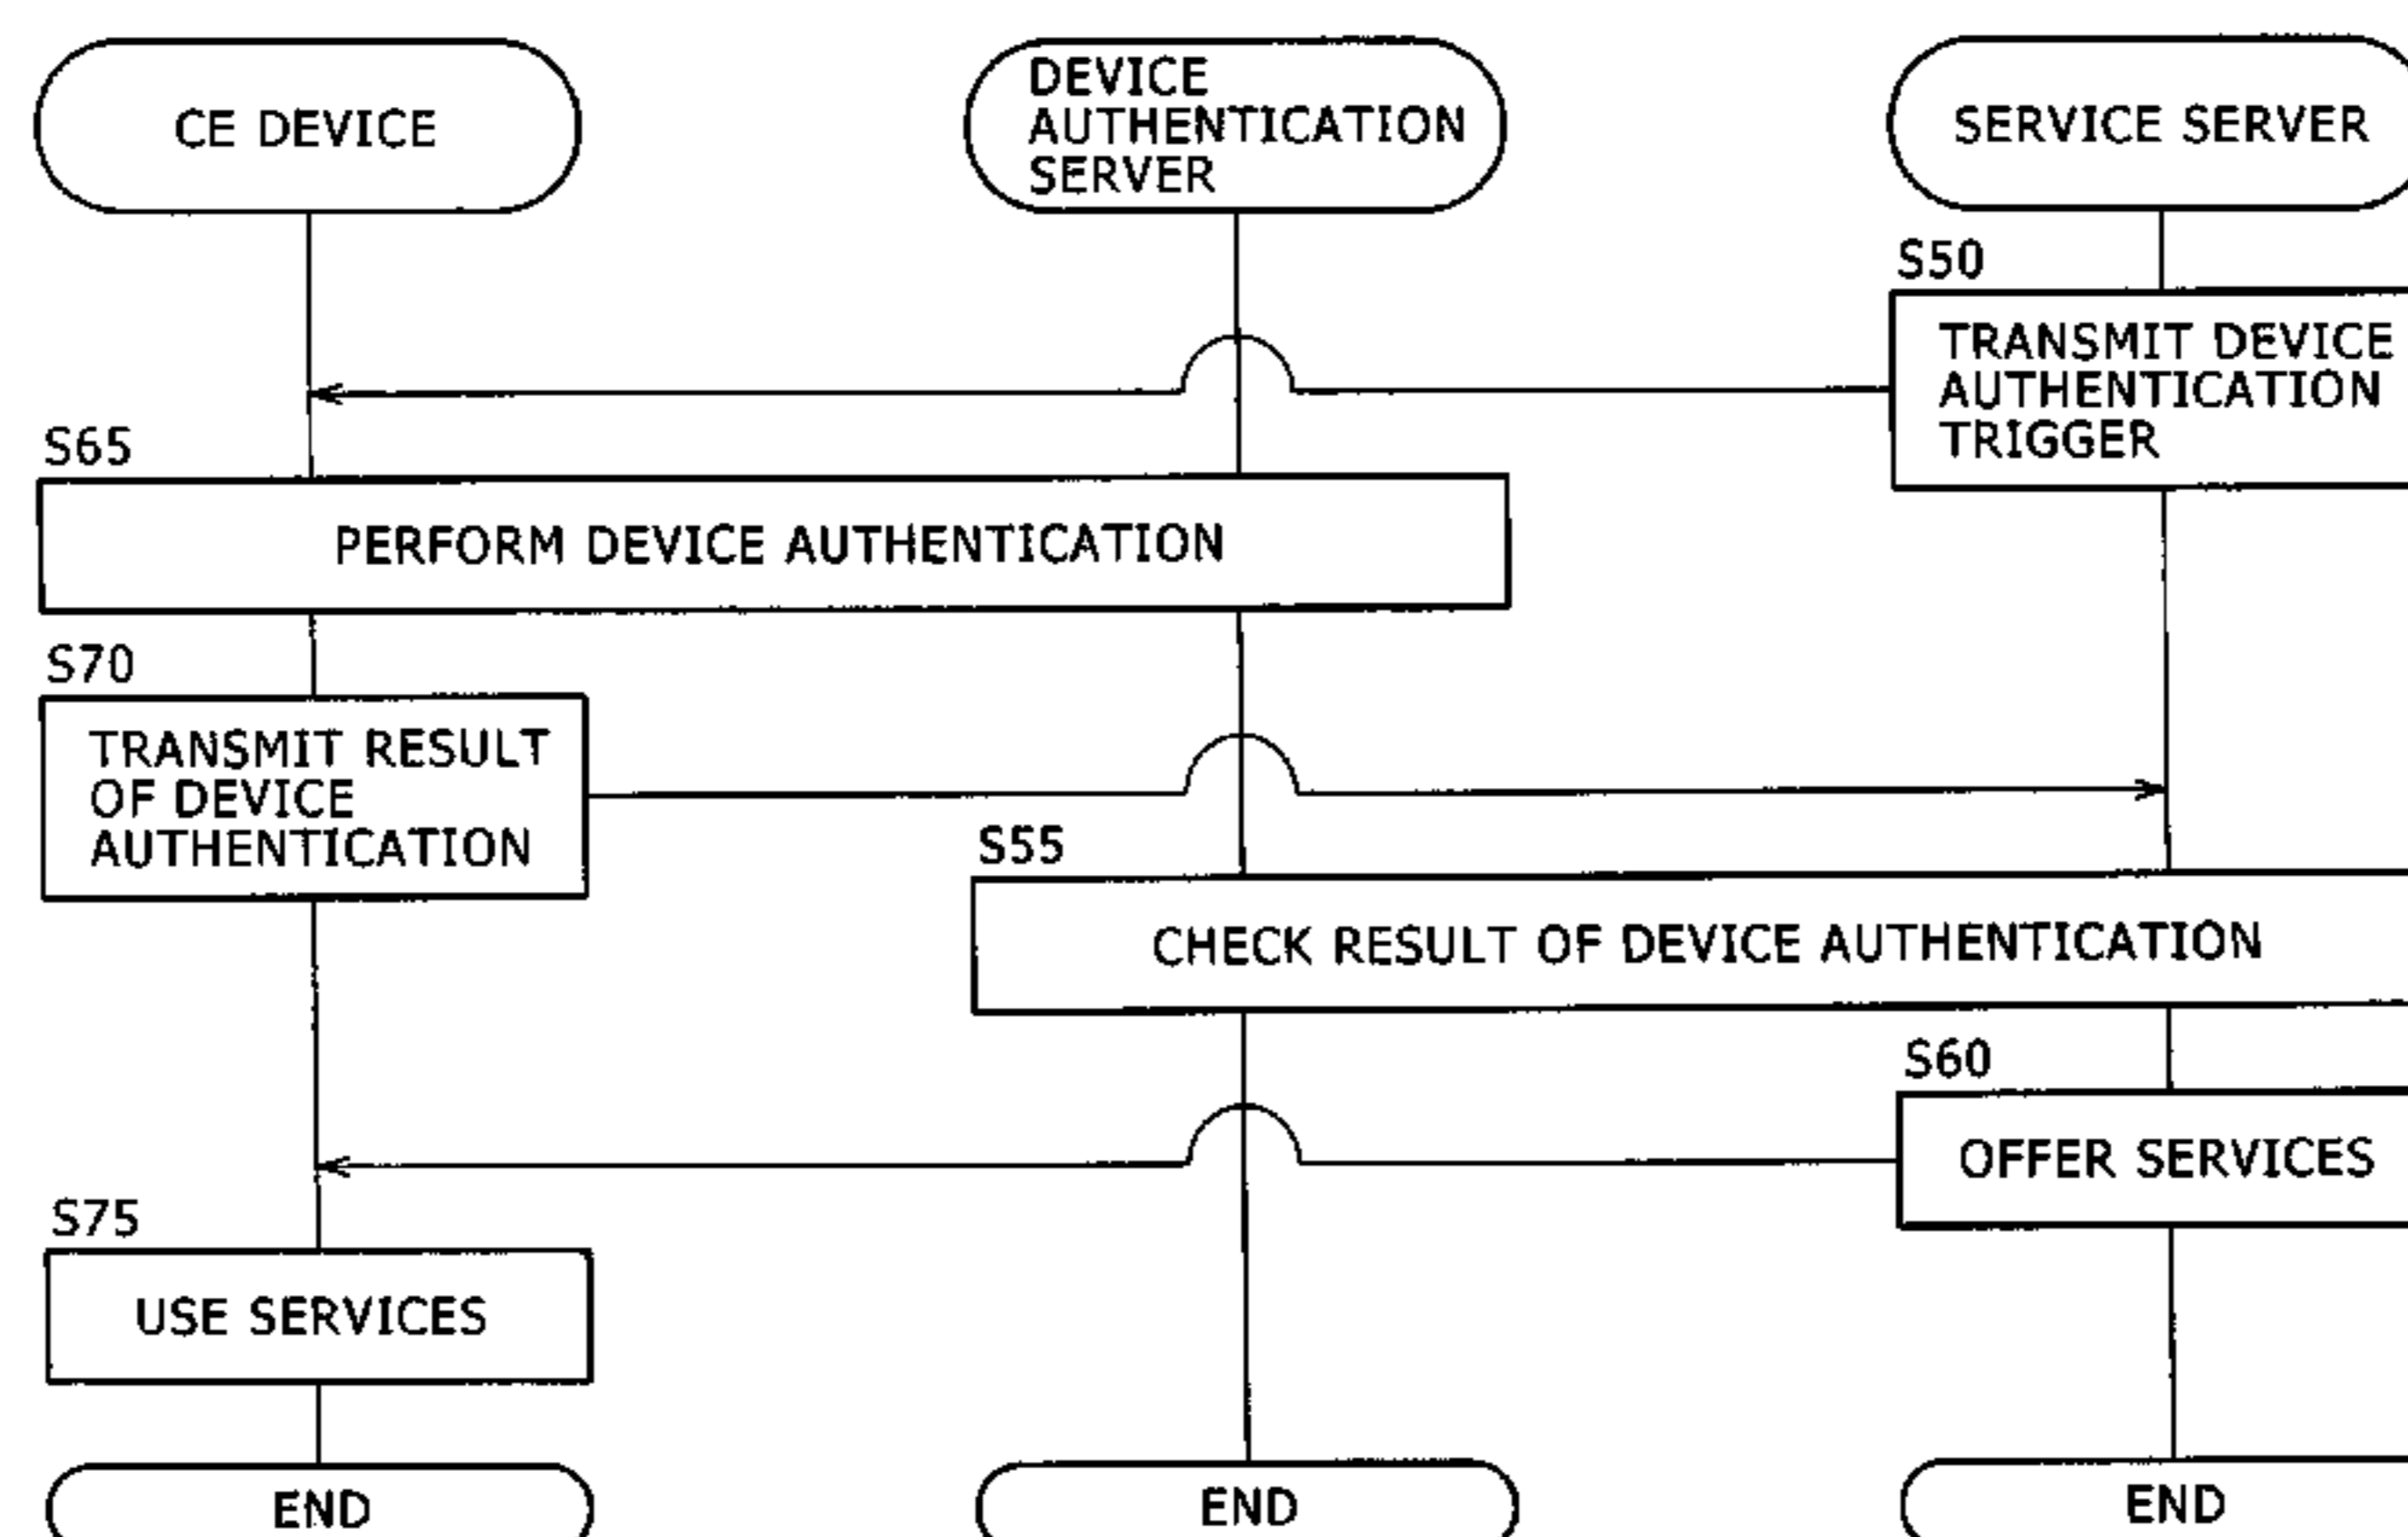 CE DEVICE
DEVICE
AUTHENTICATION
SERVER
SERVICE SERVER
S50
TRANSMIT DEVICE
AUTHENTICATION
TRIGGER
S65
PERFORM DEVICE AUTHENTICATION
S70
TRANSMIT RESULT
OF DEVICE
AUTHENTICATION
S55
CHECK RESULT OF DEVICE AUTHENTICATION
S60
OFFER SERVICES
S75
USE SERVICES
END
END
END